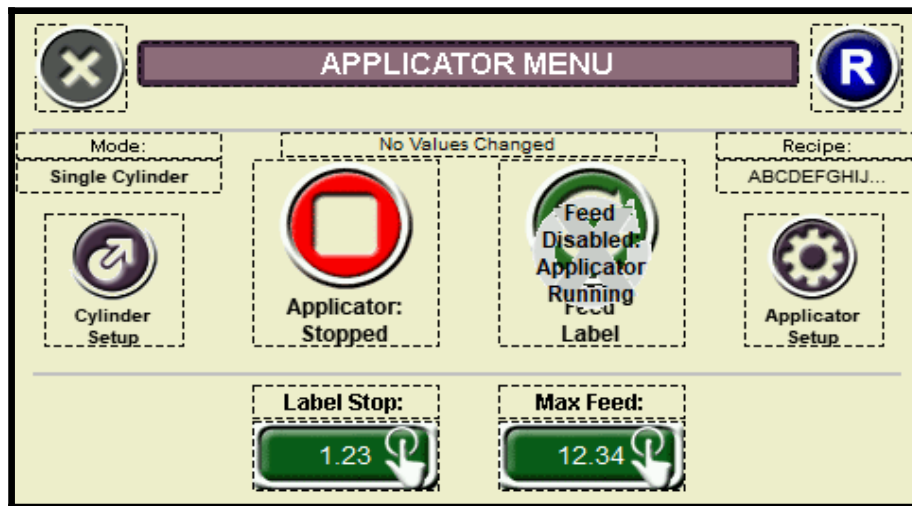 APPLICATOR MENU
R
Mode:
No Values Changed
Recipe:
Single Cylinder
ABCDEFGHIJ...
Feed
Disabled:
Applicator
Running
Feed
Label
Applicator:
Stopped
Cylinder
Setup
Applicator
Setup
Label Stop:
Max Feed:
1.23
12.34